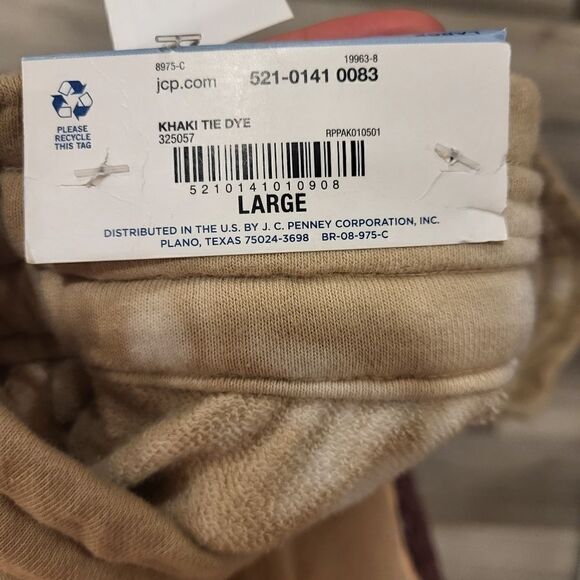 8975-C 19963-8
jcp.com 521-0141 0083
PLEASE
RECYCLE
THIS TAG
KHAKI TIE DYE
325057 RPPAK010501
5210141010908
LARGE
DISTRIBUTED IN THE U.S. BY J. C. PENNEY CORPORATION, INC.
PLANO, TEXAS 75024-3698 BR-08-975-C